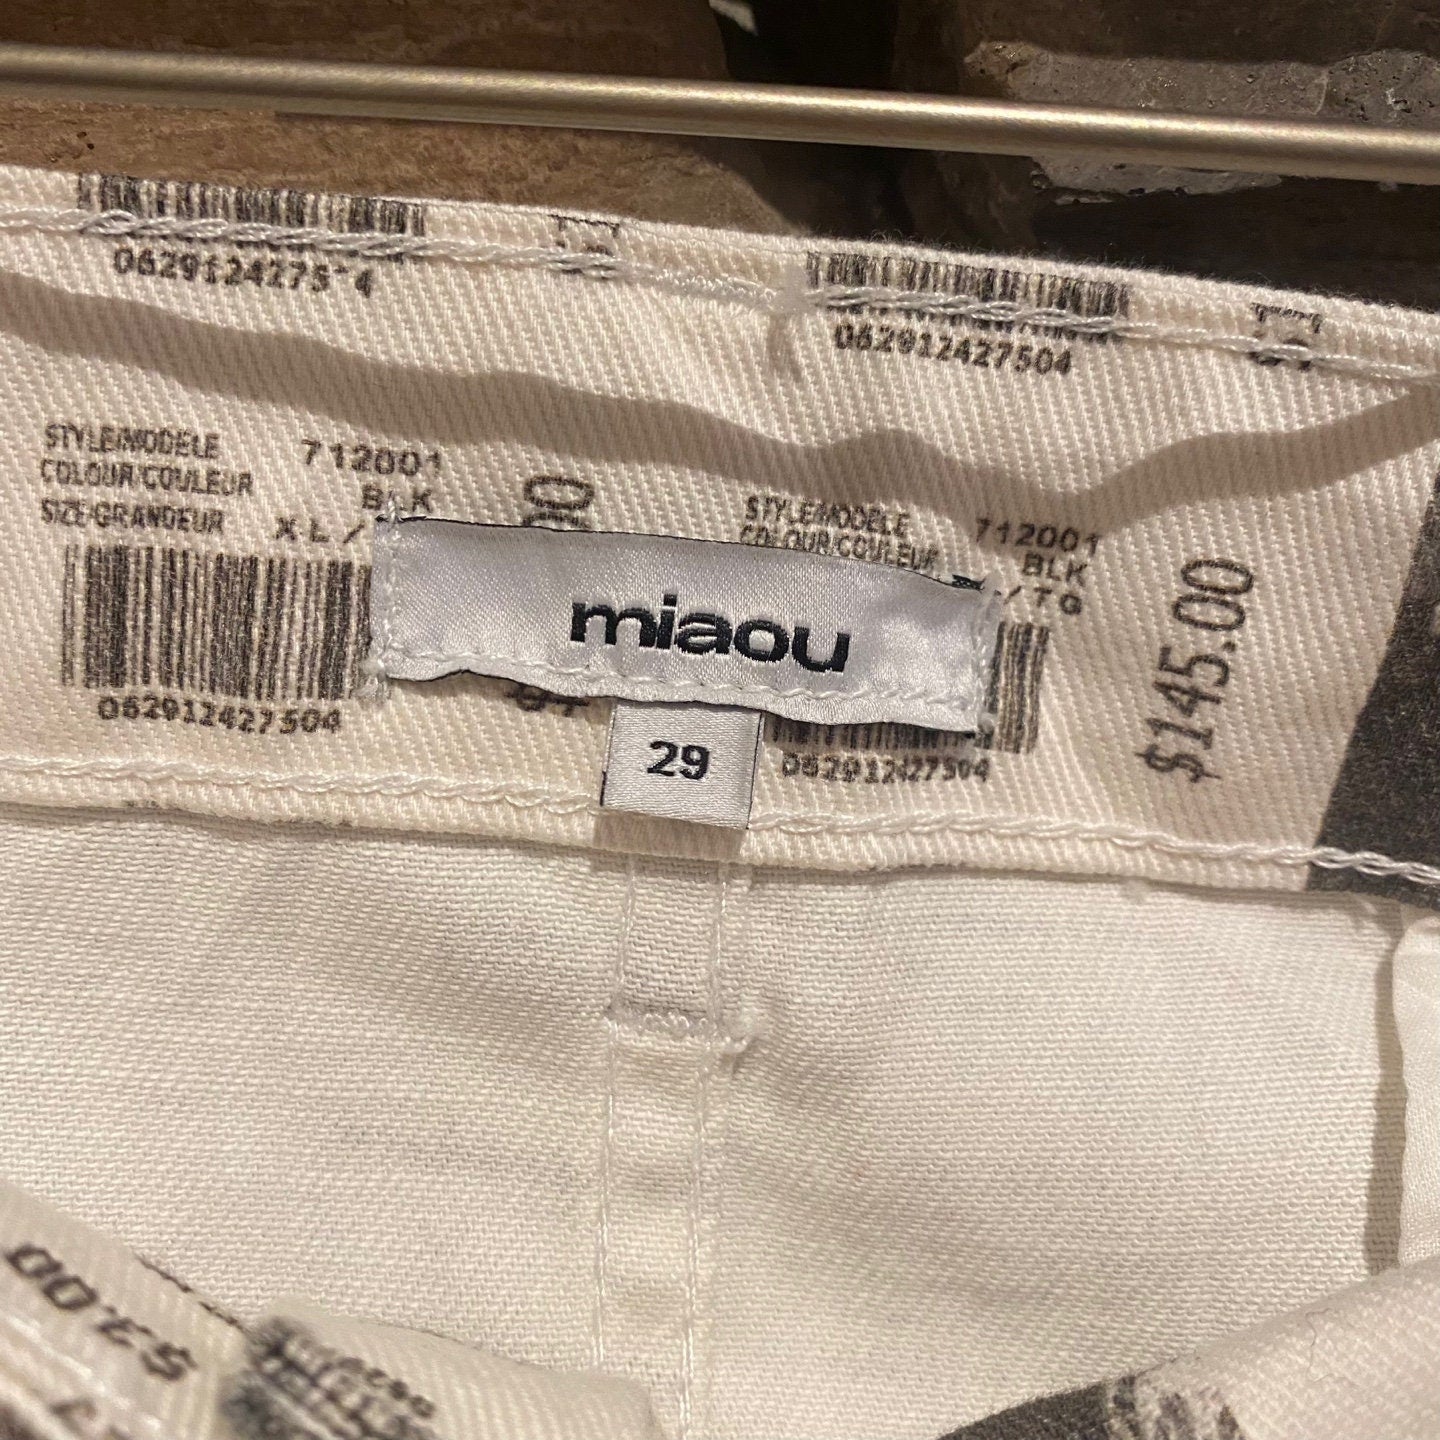 062912427504
STYLE/MODELE 712001
COLOUR/COULEUR BLK
SIZE-GRANDEUR XL/
062912427504
STYLE/MODELE 712001
COLOUR/COULEUR BLK
/TG
$145.00
miaou
29
062912427504